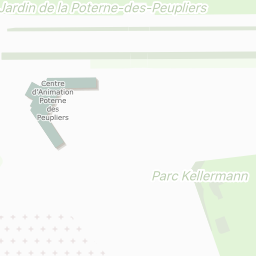 Jardin de la Poterne-des-Peupliers
Centre
d'Animation
Poterne
des
Peupliers
Parc Kellermann